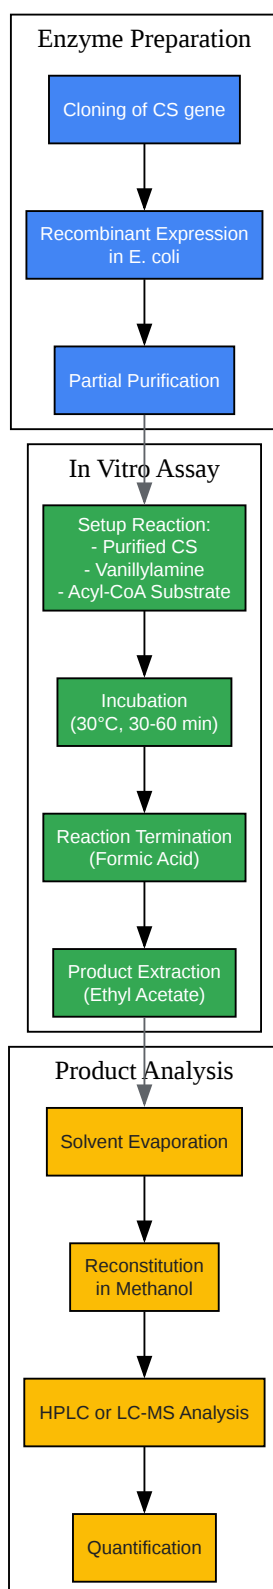 Enzyme Preparation
Cloning of CS gene
Recombinant Expression
in E. coli
Partial Purification
In Vitro Assay
Setup Reaction:
- Purified CS
- Vanillylamine
- Acyl-CoA Substrate
Incubation
(30°C, 30-60 min)
Reaction Termination
(Formic Acid)
Product Extraction
(Ethyl Acetate)
Product Analysis
Solvent Evaporation
Reconstitution
in Methanol
HPLC or LC-MS Analysis
Quantification